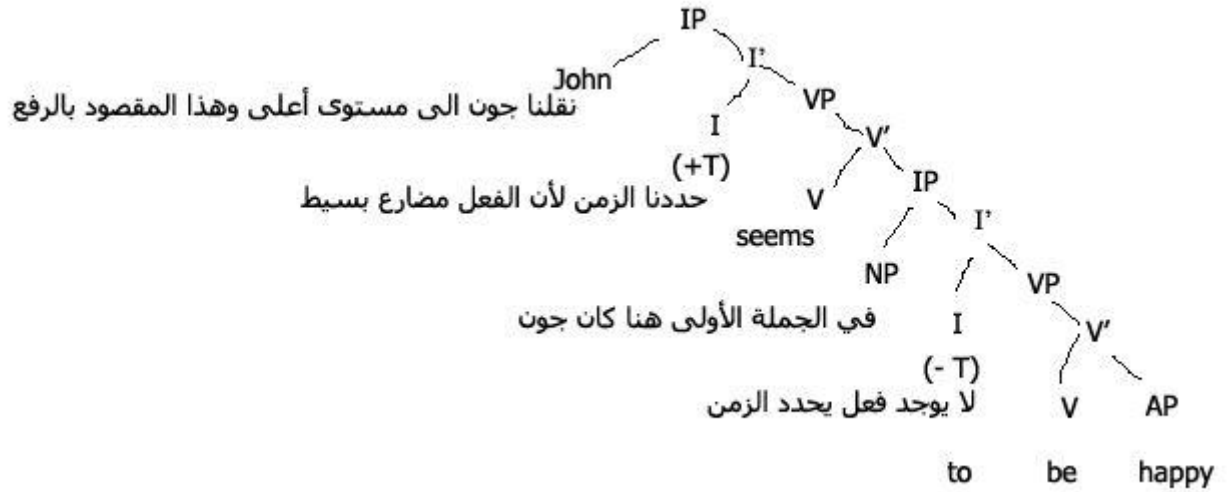 IP
I'
John
نقلنا جون الى مستوى أعلى وهذا المقصود بالرفع
VP
I
V'
(+T)
IP
حددنا الزمن لأن الفعل مضارع بسيط
V
I'
seems
NP
VP
في الجملة الأولى هنا كان جون
I
V'
(- T)
لا يوجد فعل يحدد الزمن
V AP
to be happy